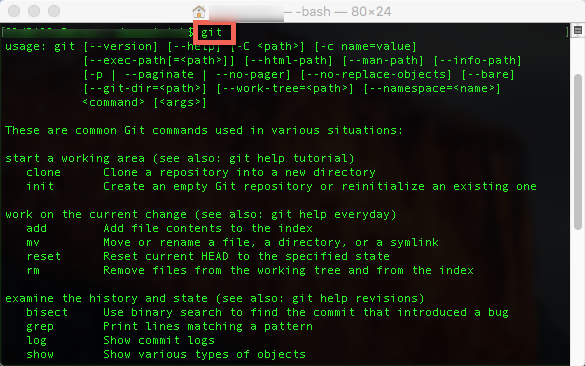 — -bash — 80×24
$ git
usage: git [--version] [--help] [-C <path>] [-c name=value]
[--exec-path[=<path>]] [--html-path] [--man-path] [--info-path]
[-p | --paginate | --no-pager] [--no-replace-objects] [--bare]
[--git-dir=<path>] [--work-tree=<path>] [--namespace=<name>]
<command> [<args>]
These are common Git commands used in various situations:
start a working area (see also: git help tutorial)
clone Clone a repository into a new directory
init Create an empty Git repository or reinitialize an existing one
work on the current change (see also: git help everyday)
add Add file contents to the index
mv Move or rename a file, a directory, or a symlink
reset Reset current HEAD to the specified state
rm Remove files from the working tree and from the index
examine the history and state (see also: git help revisions)
bisect Use binary search to find the commit that introduced a bug
grep Print lines matching a pattern
log Show commit logs
show Show various types of objects